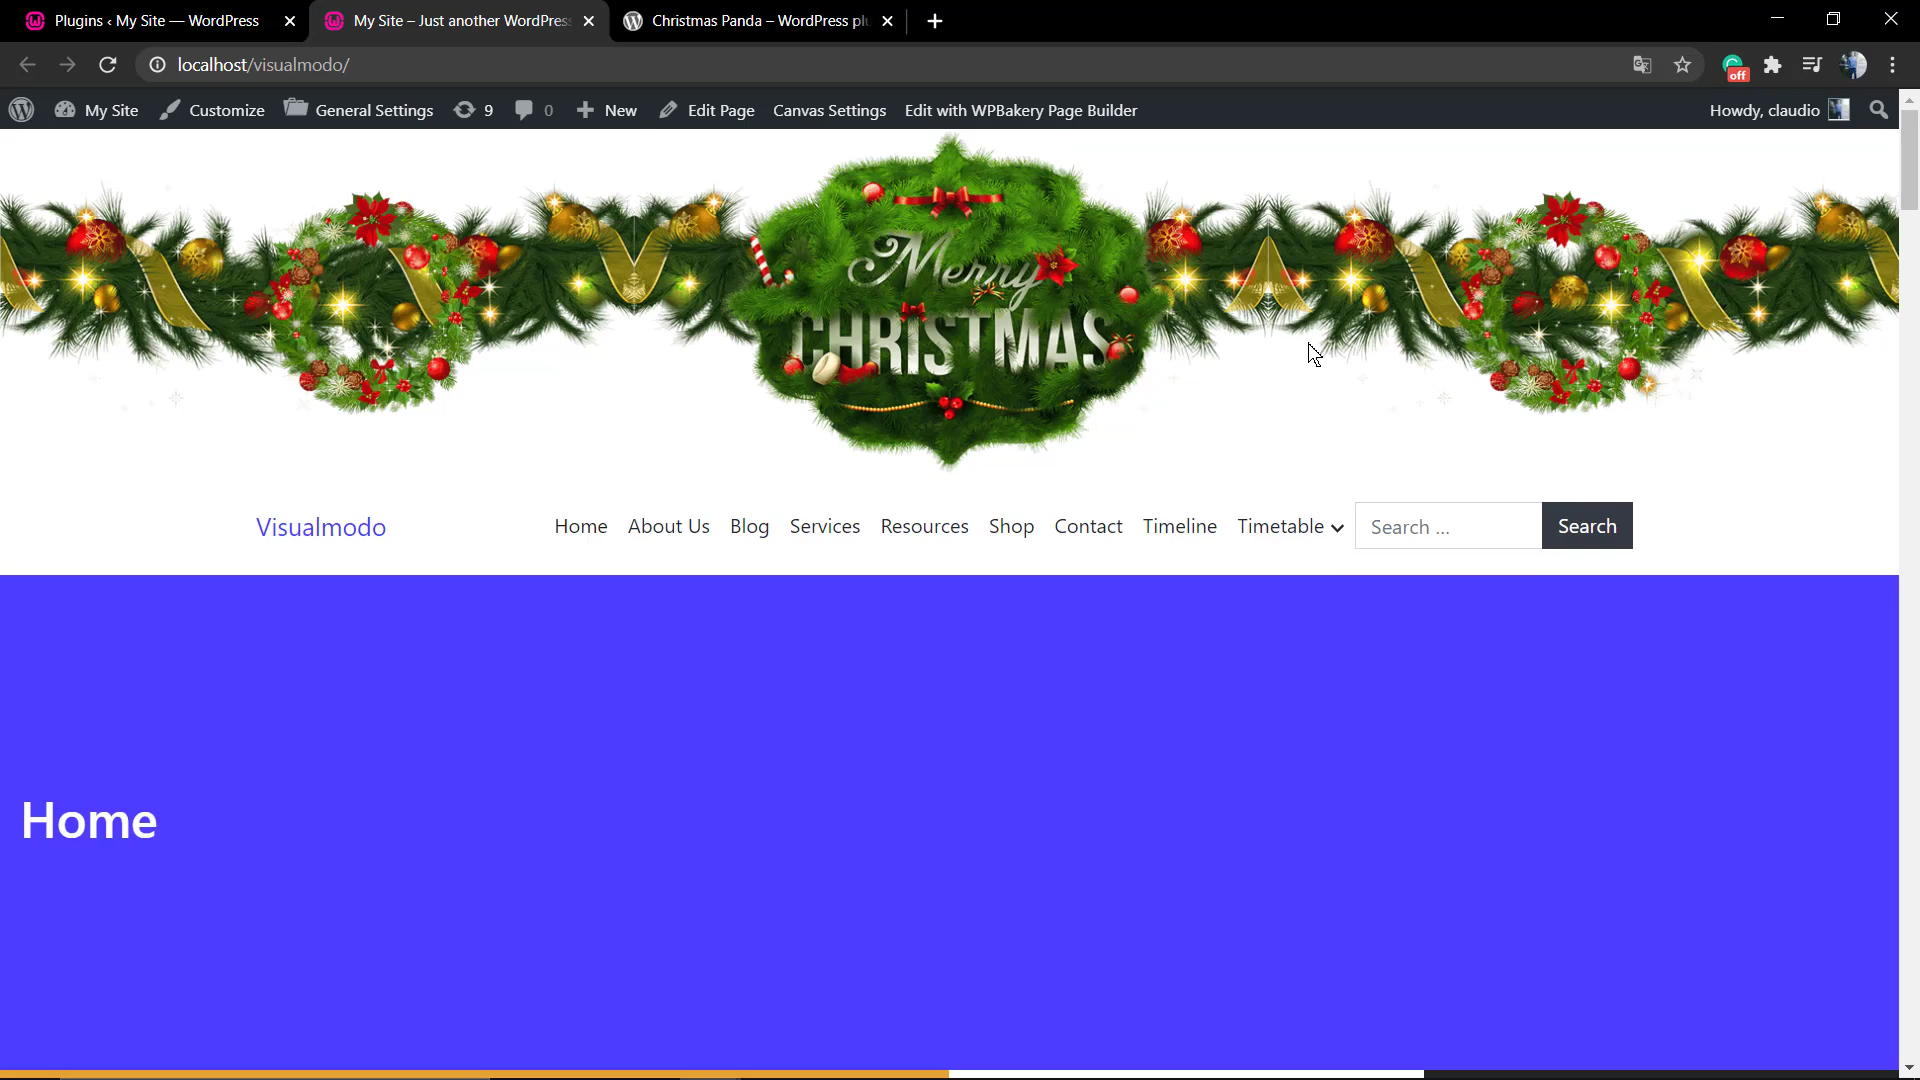 Plugins ‹ My Site — WordPress
My Site – Just another WordPress
Christmas Panda – WordPress plu
localhost/visualmodo/
off
My Site
Customize
General Settings
9
0
New
Edit Page
Canvas Settings
Edit with WPBakery Page Builder
Howdy, claudio
Merry
CHRISTMAS
Visualmodo
Home
About Us
Blog
Services
Resources
Shop
Contact
Timeline
Timetable
Search ...
Search
Home